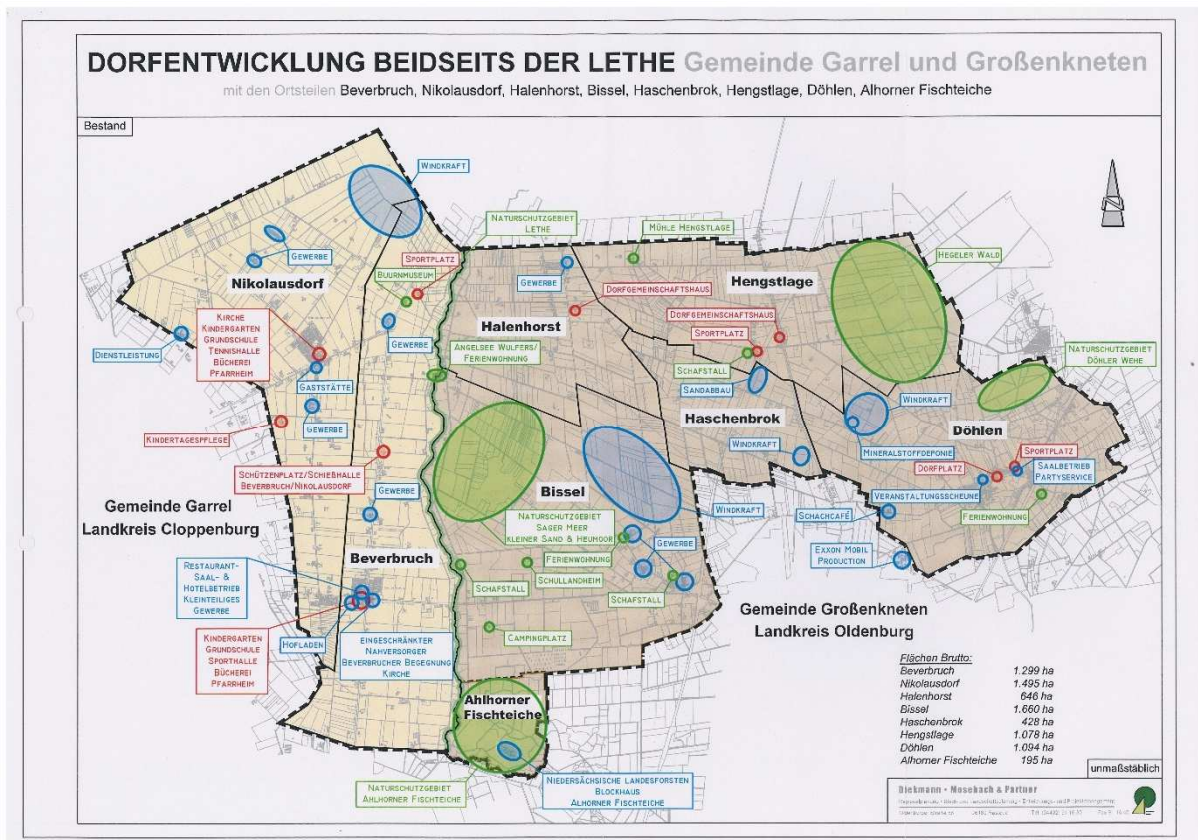 DORFENTWICKLUNG BEIDSEITS DER LETHE Gemeinde Garrel und Großenkneten
mit den Ortsteilen Beverbruch, Nikolausdorf, Halenhorst, Bissel, Haschenbrok, Hengstlage, Döhlen, Alhorner Fischteiche
Bestand
WINDKRAFT
NATURSCHUTZGEBIET
LETHE
MÜHLE HENGSTLAGE
HEGELER WALD
GEWERBE
SPORTPLATZ
BUURNMUSEUM
GEWERBE
Nikolausdorf
Hengstlage
DORFGEMEINSCHAFTSHAUS
KIRCHE
KINDERGARTEN
GRUNDSCHULE
TENNISHALLE
BÜCHEREI
PFARRHEIM
DORFGEMEINSCHAFTSHAUS
Halenhorst
SPORTPLATZ
DIENSTLEISTUNG
GEWERBE
ANGELSEE WULFERS/
FERIENWOHNUNG
SCHAFSTALL
NATURSCHUTZGEBIET
DÖHLER WEHE
GASTSTÄTTE
SANDABBAU
WINDKRAFT
GEWERBE
Haschenbrok
Döhlen
KINDERTAGESPFLEGE
WINDKRAFT
MINERALSTOFFDEPONIE
SPORTPLATZ
DORFPLATZ
SAALBETRIEB
PARTYSERVICE
SCHÜTZENPLATZ/SCHIEßHALLE
BEVERBRUCH/NIKOLAUSDORF
GEWERBE
Bissel
VERANSTALTUNGSSCHEUNE
Gemeinde Garrel
Landkreis Cloppenburg
WINDKRAFT
SCHACHCAFÉ
FERIENWOHNUNG
NATURSCHUTZGEBIET
SAGER MEER
KLEINER SAND & HEUMOOR
GEWERBE
EXXON MOBIL
PRODUCTION
Beverbruch
FERIENWOHNUNG
RESTAURANT-
SAAL- &
HOTELBETRIEB
KLEINTEILIGES
GEWERBE
SCHAFSTALL
SCHULLANDHEIM
SCHAFSTALL
Gemeinde Großenkneten
Landkreis Oldenburg
KINDERGARTEN
GRUNDSCHULE
SPORTHALLE
BÜCHEREI
PFARRHEIM
HOFLADEN
EINGESCHRÄNKTER
NAHVERSORGER
BEVERBRUCHER BEGEGNUNG
KIRCHE
CAMPINGPLATZ
Ahlhorner
Fischteiche
NATURSCHUTZGEBIET
AHLHORNER FISCHTEICHE
NIEDERSÄCHSISCHE LANDESFORSTEN
BLOCKHAUS
ALHORNER FISCHTEICHE
Flächen Brutto:
Beverbruch 1.299 ha
Nikolausdorf 1.495 ha
Halenhorst 646 ha
Bissel 1.660 ha
Haschenbrok 428 ha
Hengstlage 1.078 ha
Döhlen 1.094 ha
Alhorner Fischteiche 195 ha
unmaßstäblich
Diekmann • Mosebach & Partner